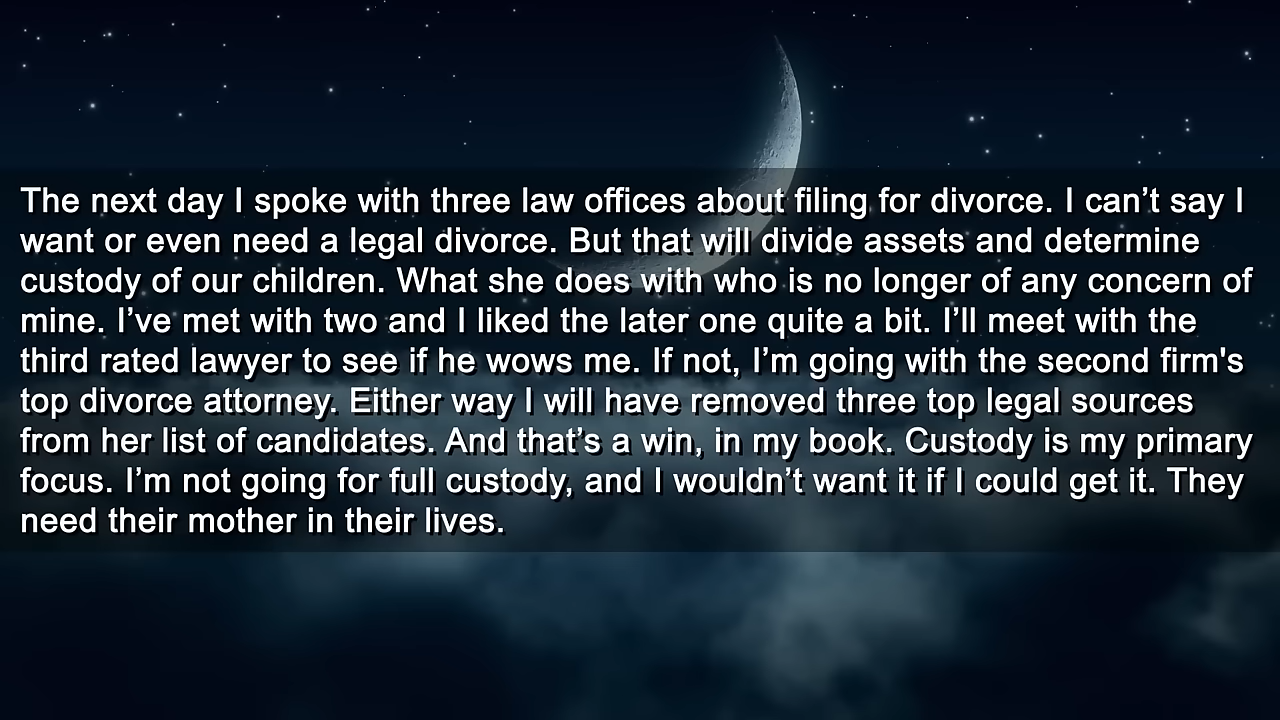 The next day I spoke with three law offices about filing for divorce. I can’t say I
want or even need a legal divorce. But that will divide assets and determine
custody of our children. What she does with who is no longer of any concern of
mine. I’ve met with two and I liked the later one quite a bit. I’ll meet with the
third rated lawyer to see if he wows me. If not, I’m going with the second firm's
top divorce attorney. Either way I will have removed three top legal sources
from her list of candidates. And that’s a win, in my book. Custody is my primary
focus. I’m not going for full custody, and I wouldn’t want it if I could get it. They
need their mother in their lives.